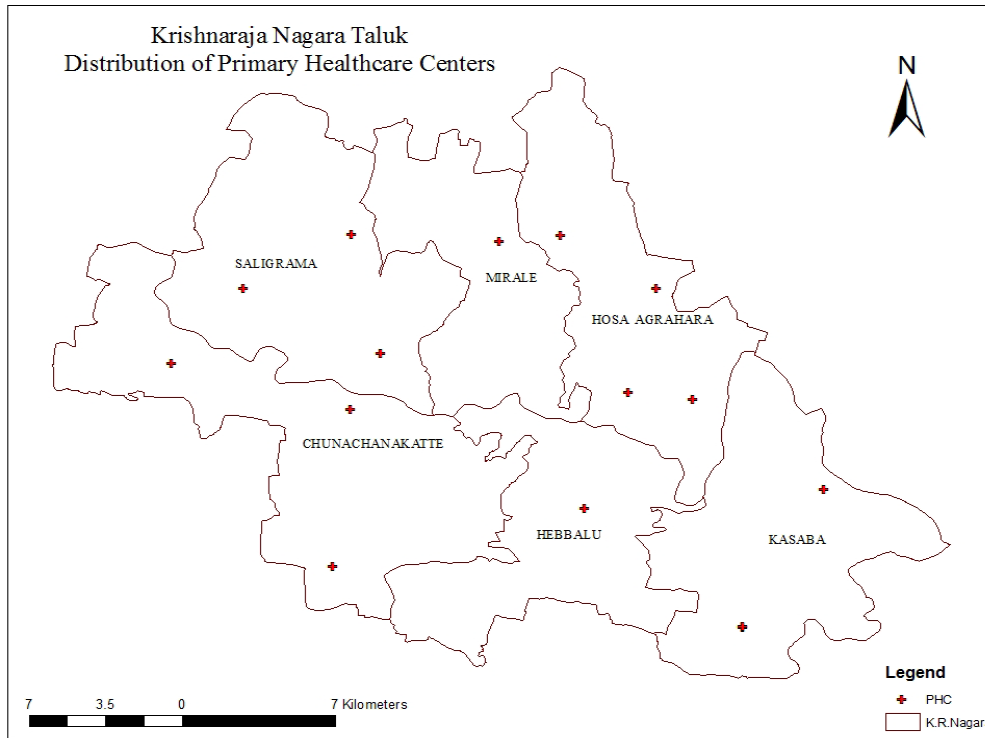 Krishnaraja Nagara Taluk
Distribution of Primary Healthcare Centers
N
SALIGRAMA
MIRALE
HOSA AGRAHARA
CHUNACHANAKATTE
HEBBALU
KASABA
Legend
PHC
K.R.Nagar
7 3.5 0 7 Kilometers